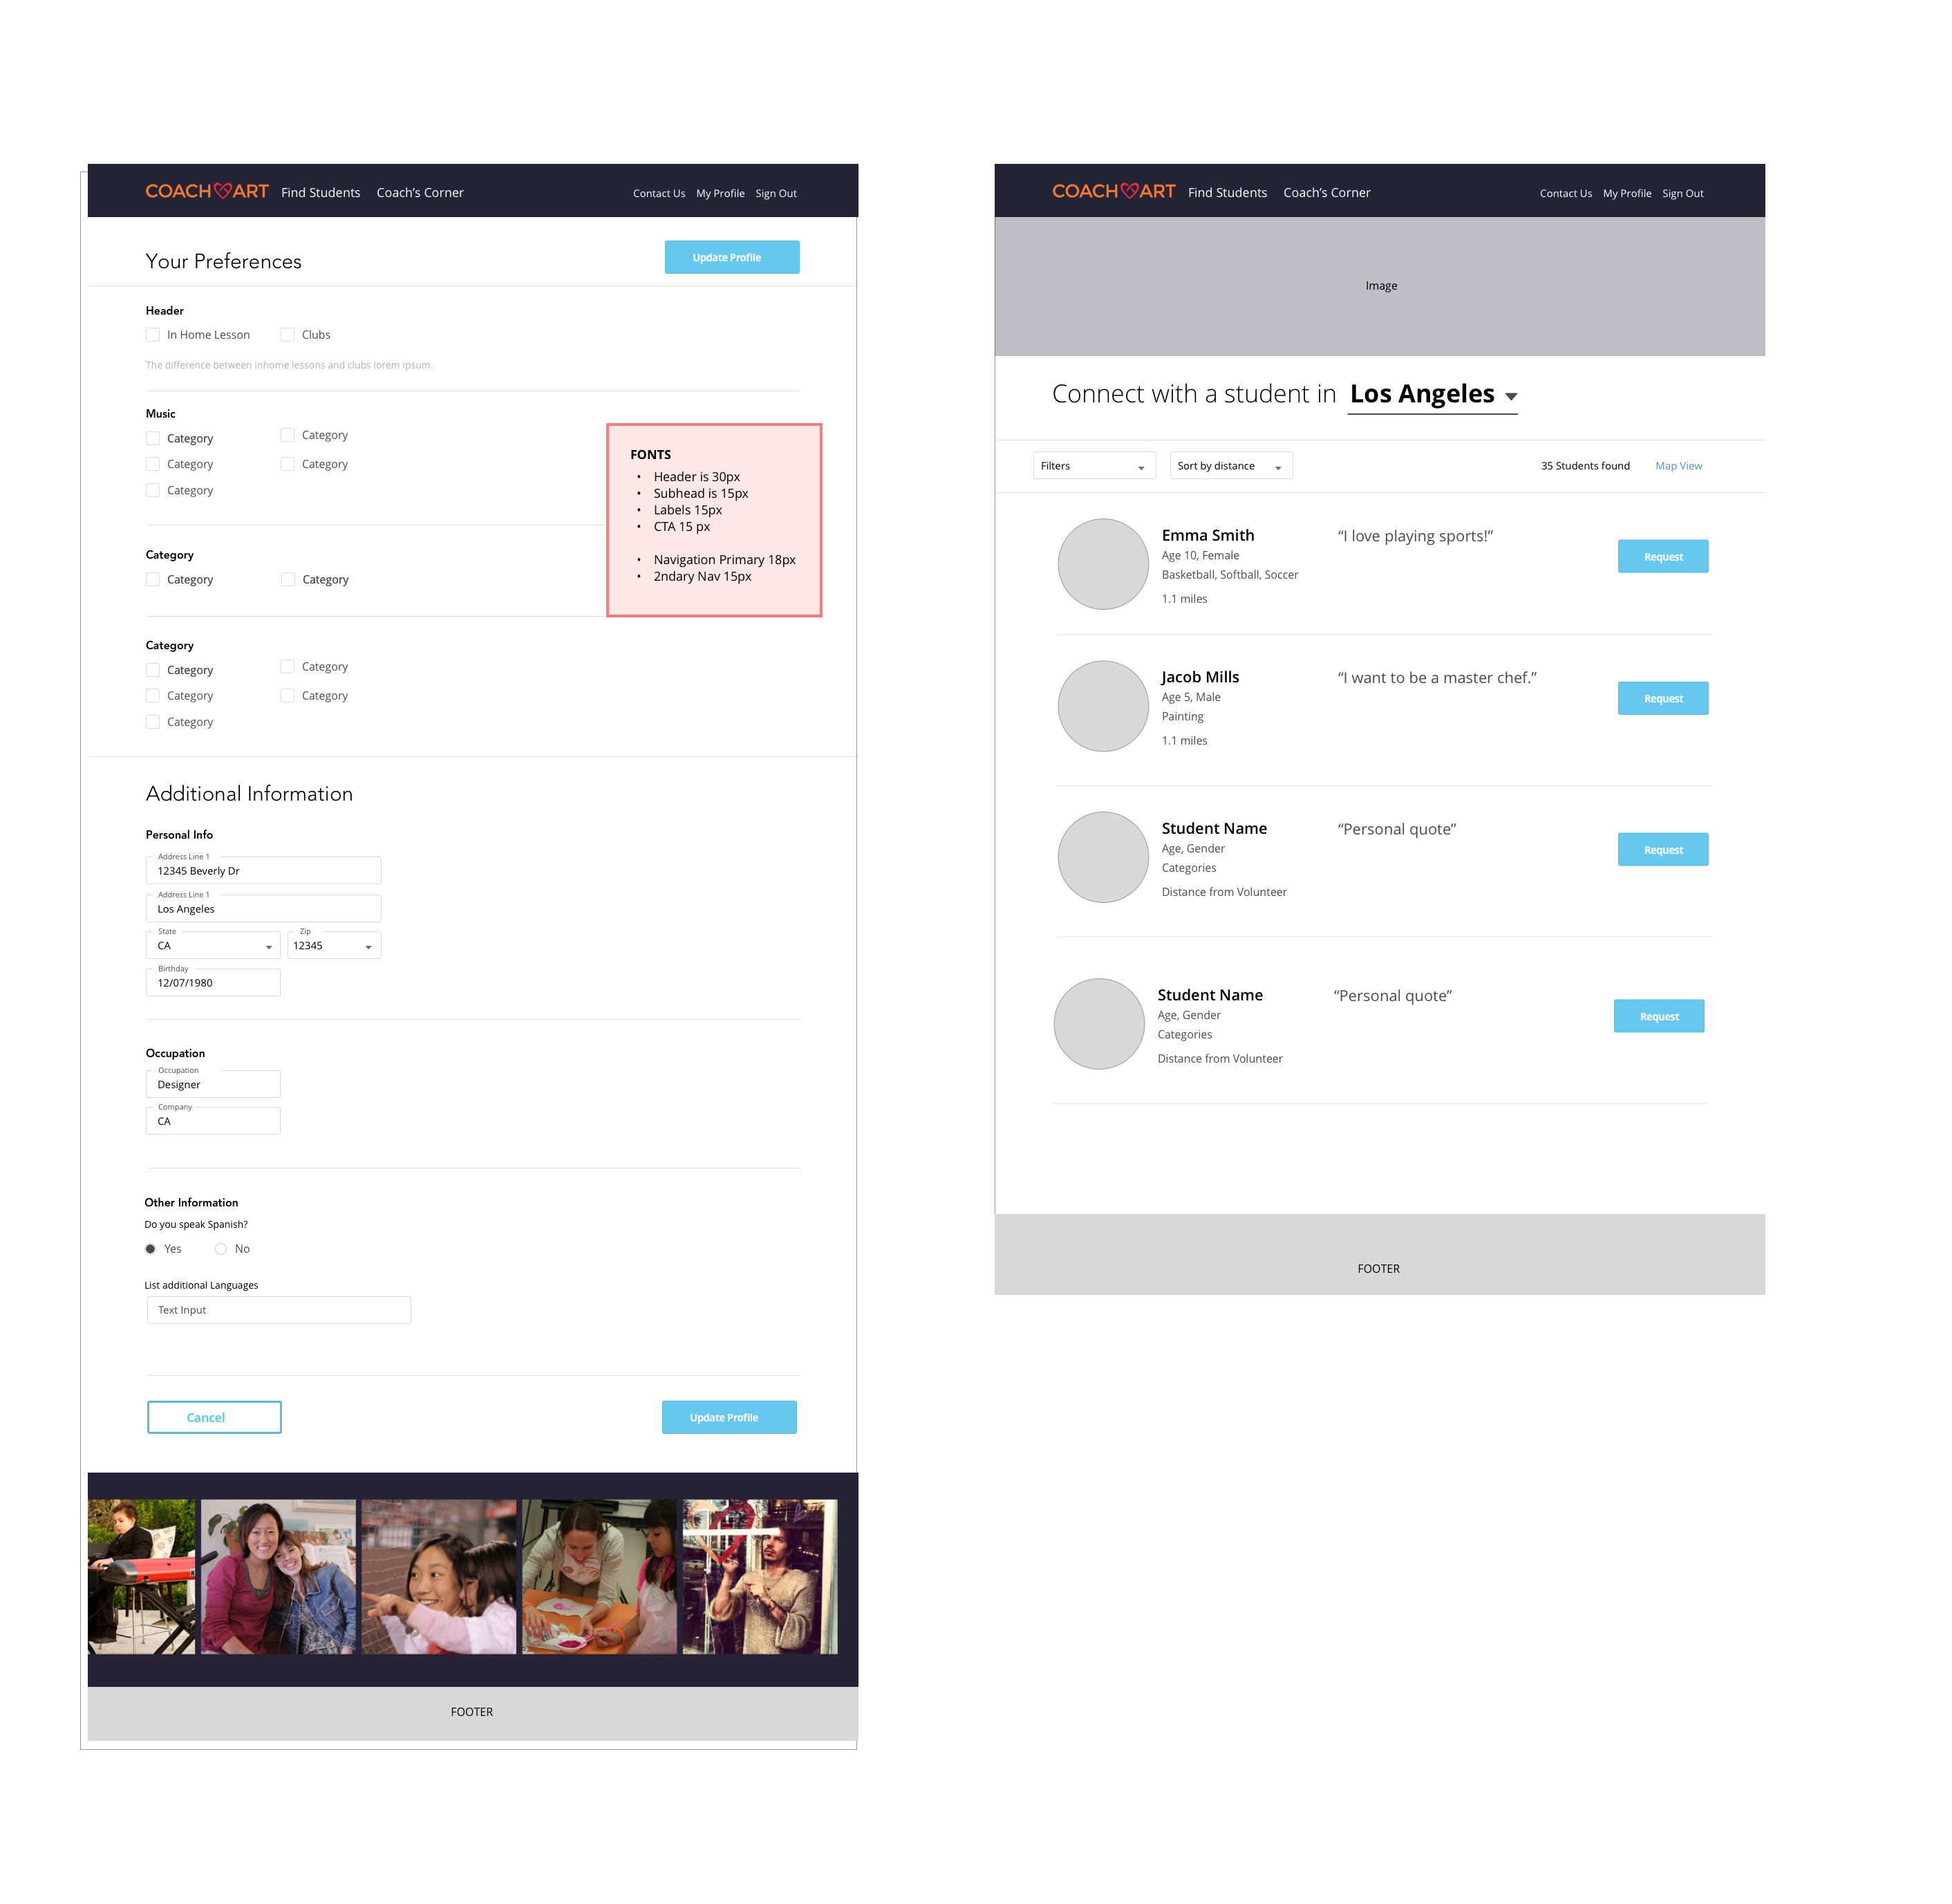 COACH ART Find Students Coach's Corner Contact Us My Profile Sign Out
Your Preferences Update Profile
Header
In Home Lesson Clubs
The difference between inhome lessons and clubs lorem ipsum.
Music
Category Category
Category Category
Category
FONTS
• Header is 30px
• Subhead is 15px
• Labels 15px
• CTA 15 px
• Navigation Primary 18px
• 2ndary Nav 15px
Category
Category Category
Category
Category Category
Category Category
Category
Additional Information
Personal Info
Address Line 1
12345 Beverly Dr
Address Line 1
Los Angeles
State Zip
CA 12345
Birthday
12/07/1980
Occupation
Occupation
Designer
Company
CA
Other Information
Do you speak Spanish?
Yes No
List additional Languages
Text Input
Cancel Update Profile
FOOTER
COACH ART Find Students Coach's Corner Contact Us My Profile Sign Out
Image
Connect with a student in Los Angeles
Filters Sort by distance 35 Students found Map View
Emma Smith “I love playing sports!”
Age 10, Female Request
Basketball, Softball, Soccer
1.1 miles
Jacob Mills “I want to be a master chef.”
Age 5, Male Request
Painting
1.1 miles
Student Name “Personal quote”
Age, Gender Request
Categories
Distance from Volunteer
Student Name “Personal quote”
Age, Gender Request
Categories
Distance from Volunteer
FOOTER